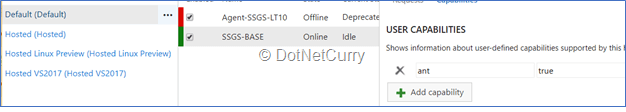 Default (Default)
...
Hosted (Hosted)
Hosted Linux Preview (Hosted Linux Preview)
Hosted VS2017 (Hosted VS2017)
Agent-SSGS-LT10 Offline Deprecate
SSGS-BASE Online Idle
© DotNetCurry
USER CAPABILITIES
Shows information about user-defined capabilities supported by this h
ant true
Add capability